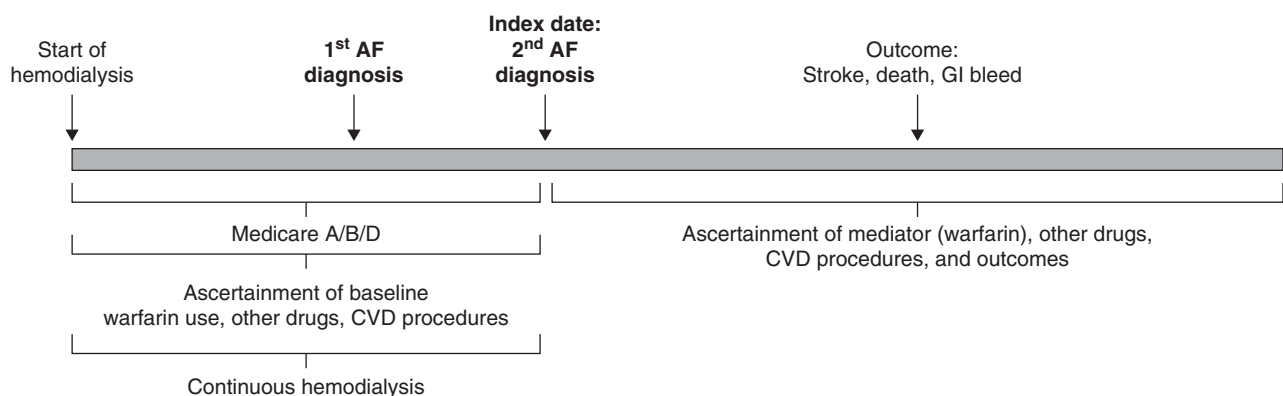 Start of
hemodialysis
1st AF
diagnosis
Index date:
2nd AF
diagnosis
Outcome:
Stroke, death, GI bleed
Medicare A/B/D
Ascertainment of baseline
warfarin use, other drugs, CVD procedures
Continuous hemodialysis
Ascertainment of mediator (warfarin), other drugs,
CVD procedures, and outcomes